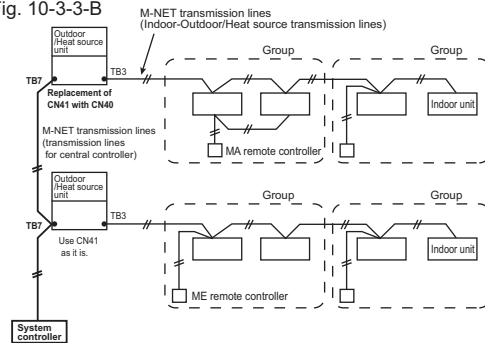 Fig. 10-3-3-B
M-NET transmission lines
(Indoor-Outdoor/Heat source transmission lines)
Outdoor
/Heat source
unit
Group
Group
TB7
TB3
Replacement of
CN41 with CN40
Indoor unit
MA remote controller
M-NET transmission lines
(transmission lines
for central controller)
Outdoor
/Heat source
unit
Group
Group
TB7
TB3
Use CN41
as it is.
Indoor unit
ME remote controller
System
controller